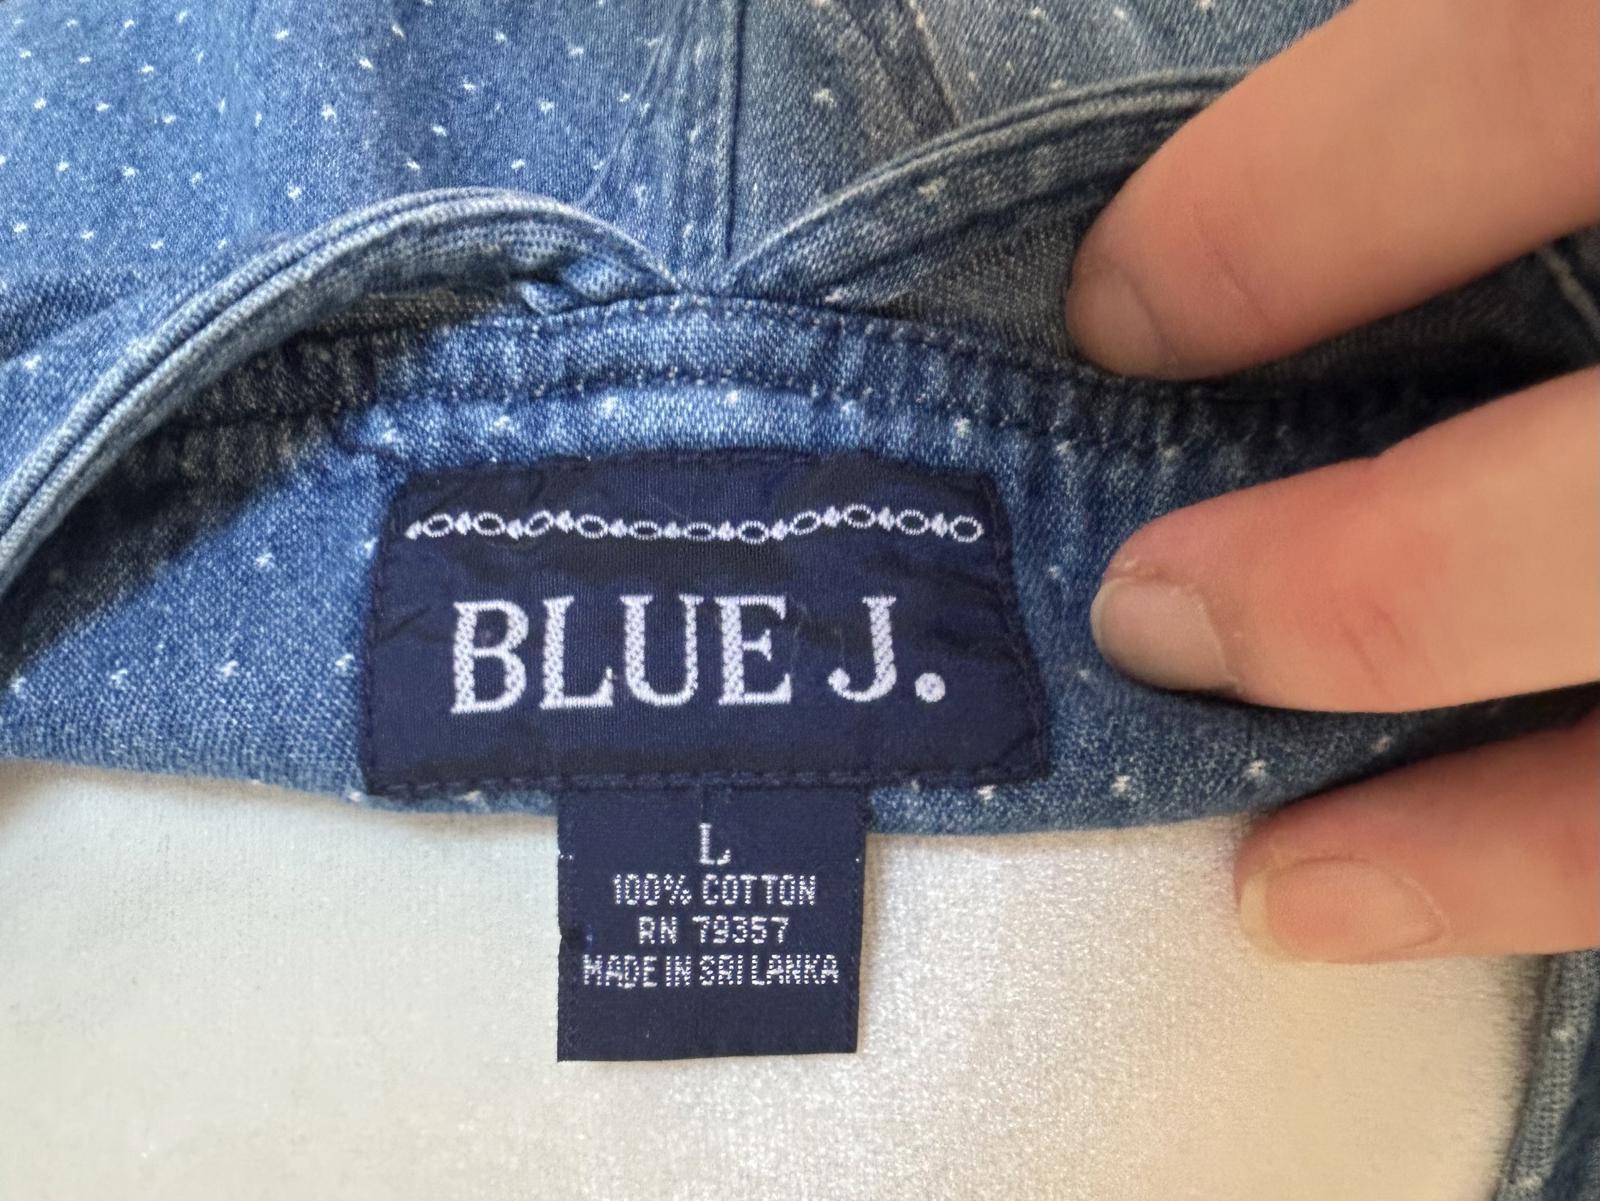 BLUE J.
L
100% COTTON
RN 79357
MADE IN SRI LANKA